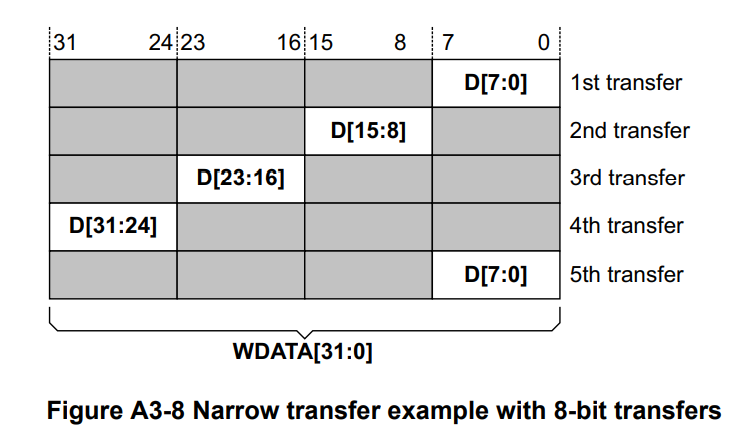 31 24 23 16 15 8 7 0
D[7:0] 1st transfer
D[15:8] 2nd transfer
D[23:16] 3rd transfer
D[31:24] 4th transfer
D[7:0] 5th transfer
WDATA[31:0]
Figure A3-8 Narrow transfer example with 8-bit transfers